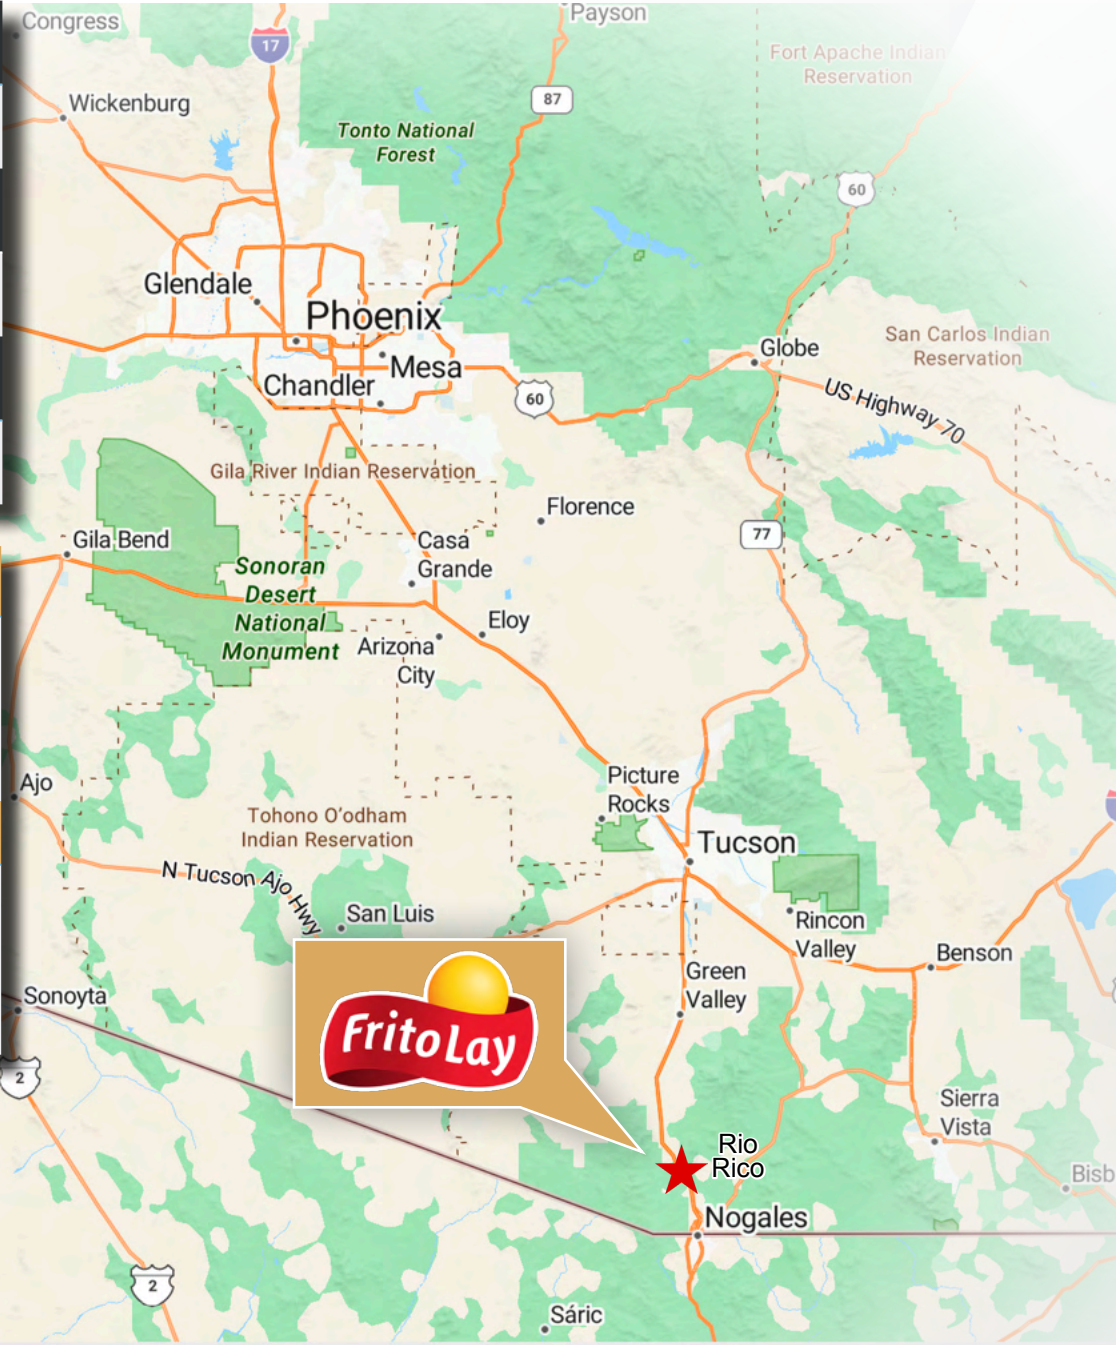 Congress
Payson
17
Fort Apache Indian
Reservation
Wickenburg
87
Tonto National
Forest
60
Glendale
Phoenix
San Carlos Indian
Reservation
Globe
Mesa
Chandler
60
US Highway 70
Gila River Indian Reservation
Florence
77
Gila Bend
Casa
Grande
Sonoran
Desert
National
Monument
Eloy
Arizona
City
Picture
Rocks
Ajo
Tohono O'odham
Indian Reservation
Tucson
N Tucson Ajo Hwy
San Luis
Rincon
Valley
Benson
Green
Valley
Sonoyta
Frito Lay
2
Sierra
Vista
Rio
Rico
Bisb
Nogales
2
Sáric